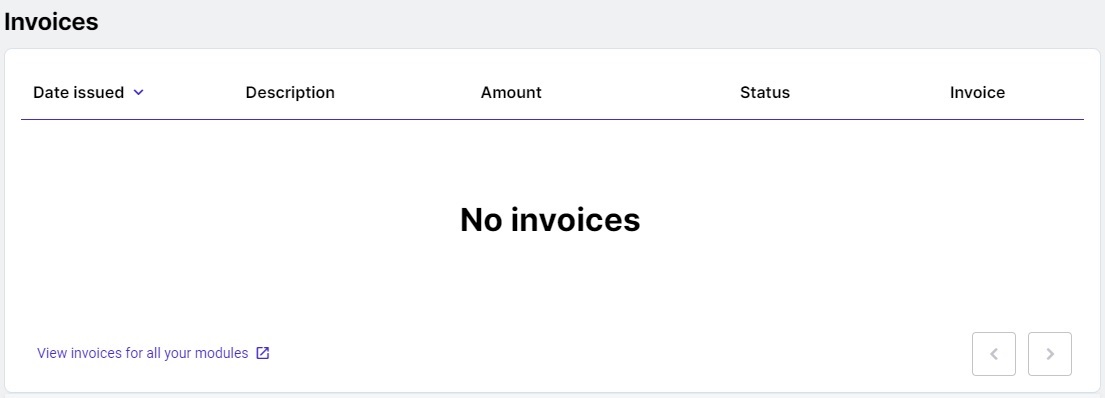 Invoices
Date issued Description Amount Status Invoice
No invoices
View invoices for all your modules